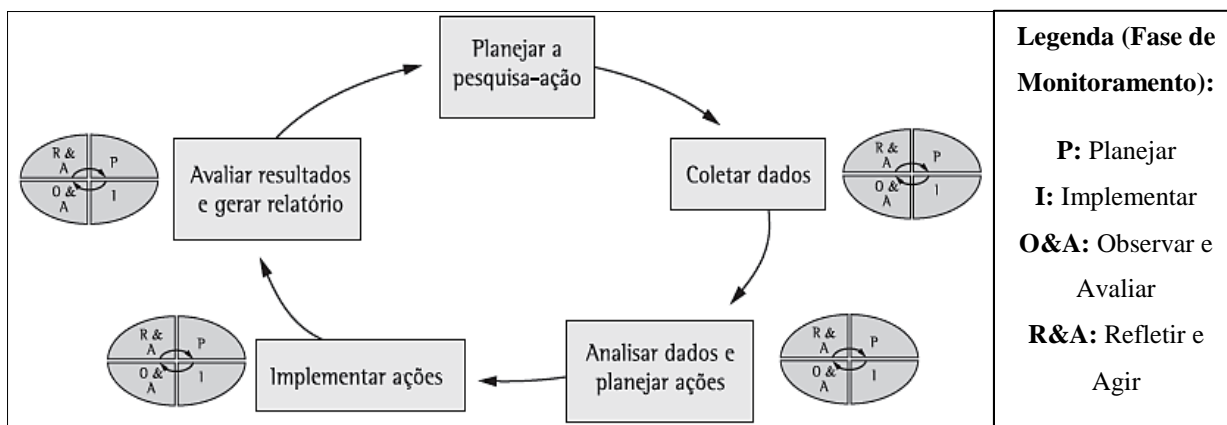 Planejar a
pesquisa-ação
R &
A
P
O &
A
I
Avaliar resultados
e gerar relatório
Coletar dados
R &
A
P
O &
A
I
R &
A
P
O &
A
I
Implementar ações
Analisar dados e
planejar ações
R &
A
P
O &
A
I
Legenda (Fase de
Monitoramento):
P: Planejar
I: Implementar
O&A: Observar e
Avaliar
R&A: Refletir e
Agir